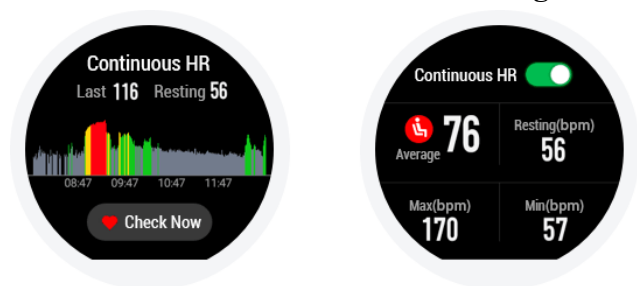 Continuous HR
Last 116 Resting 56
08:47 09:47 10:47 11:47
Check Now
Continuous HR
Average 76
Resting(bpm)
56
Max(bpm)
170
Min(bpm)
57